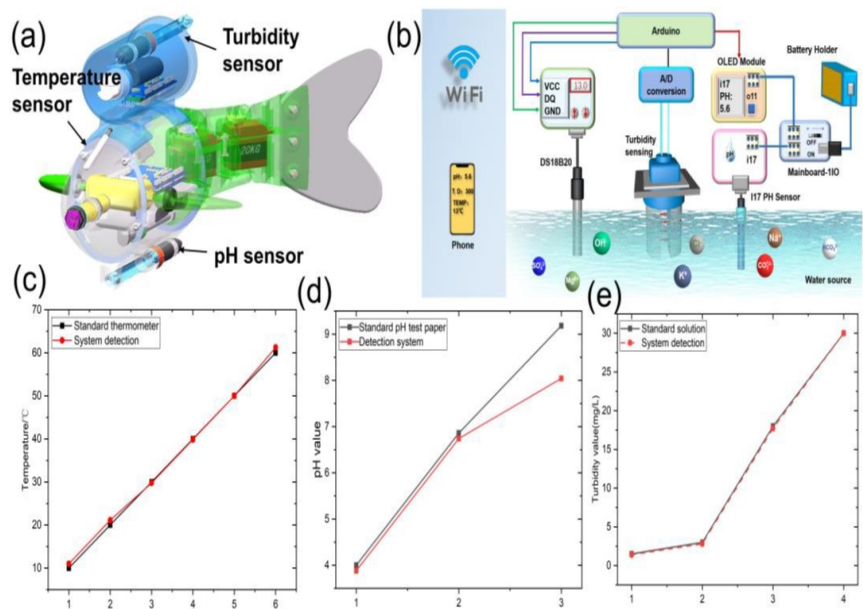 (a)
Turbidity
sensor
Temperature
sensor
20KG
pH sensor
(b)
WiFi
Arduino
OLED Module
Battery Holder
A/D
conversion
VCC
DQ
GND
13.0
i17
PH:
5.6
o11
OFF
ON
Turbidity
sensing
i17
Mainboard-1IO
DS18B20
I17 PH Sensor
pH: 5.6
T.D: 300
TEMP:
13℃
Phone
OH⁻
Na⁺
K⁺
Water source
(c)
Standard thermometer
System detection
Temperature/℃
70
60
50
40
30
20
10
1 2 3 4 5 6
(d)
Standard pH test paper
Detection system
pH value
9
8
7
6
5
4
1 2 3
(e)
Standard solution
System detection
Turbidity value(mg/L)
30
25
20
15
10
5
0
1 2 3 4